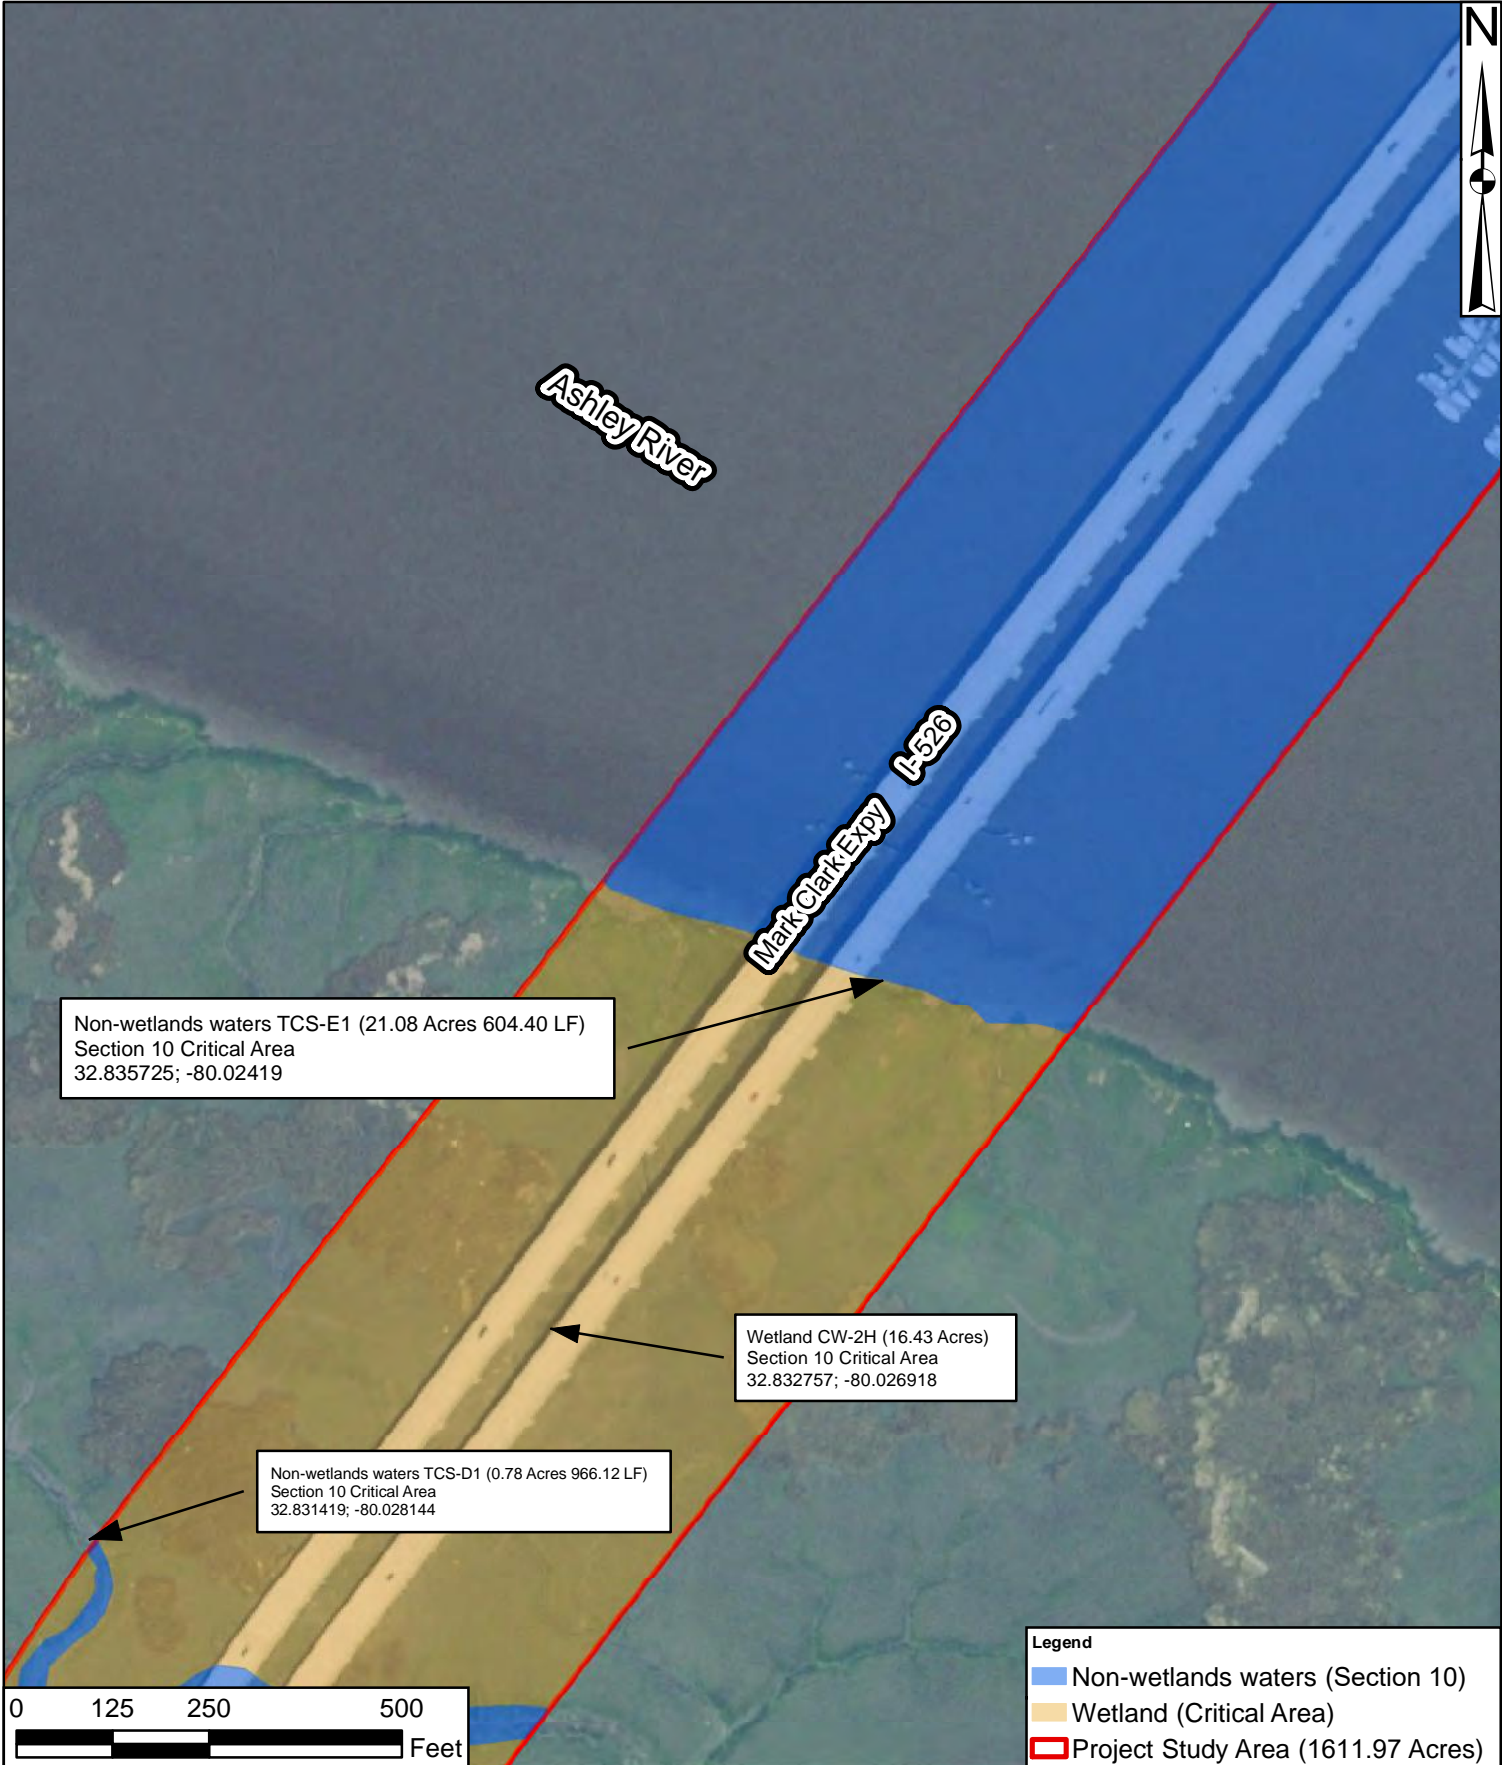 N
Ashley River
I-526
Mark Clark Expy
Non-wetlands waters TCS-E1 (21.08 Acres 604.40 LF)
Section 10 Critical Area
32.835725; -80.02419
Wetland CW-2H (16.43 Acres)
Section 10 Critical Area
32.832757; -80.026918
Non-wetlands waters TCS-D1 (0.78 Acres 966.12 LF)
Section 10 Critical Area
32.831419; -80.028144
0 125 250 500
Feet
Legend
Non-wetlands waters (Section 10)
Wetland (Critical Area)
Project Study Area (1611.97 Acres)